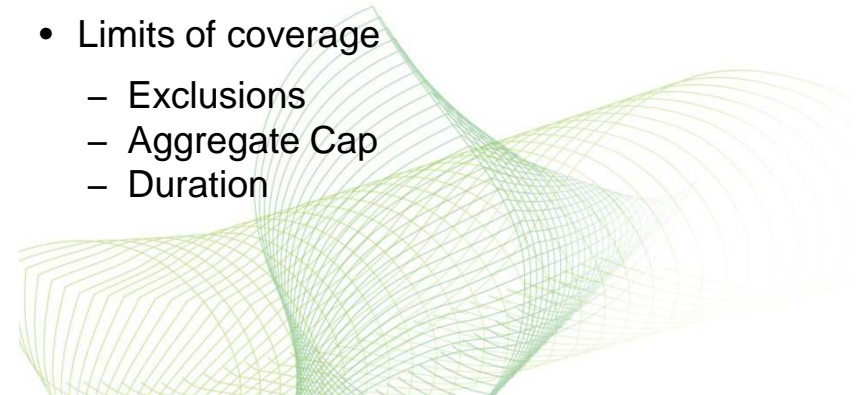 • Limits of coverage
– Exclusions
– Aggregate Cap
– Duration